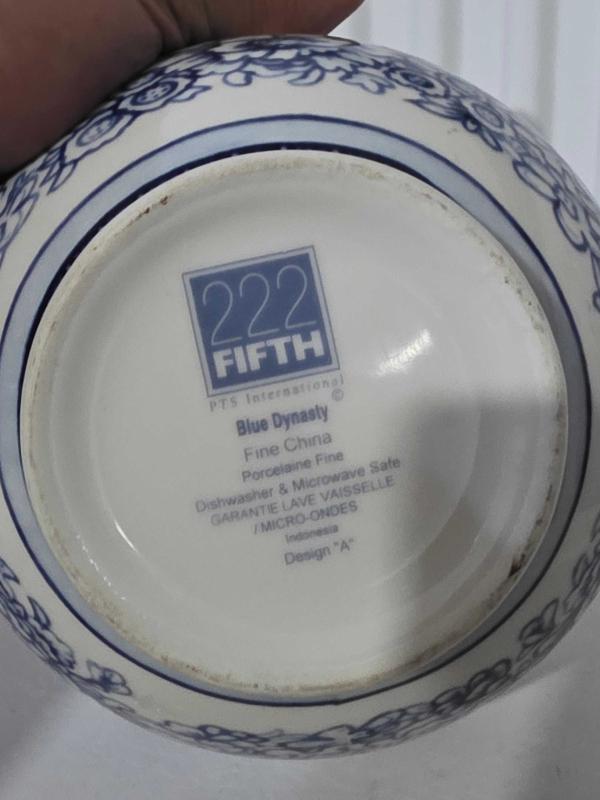 222
FIFTH
PTS International
©
Blue Dynasty
Fine China
Porcelaine Fine
Dishwasher & Microwave Safe
GARANTIE LAVE VAISSELLE
/ MICRO-ONDES
Indonesia
Design "A"